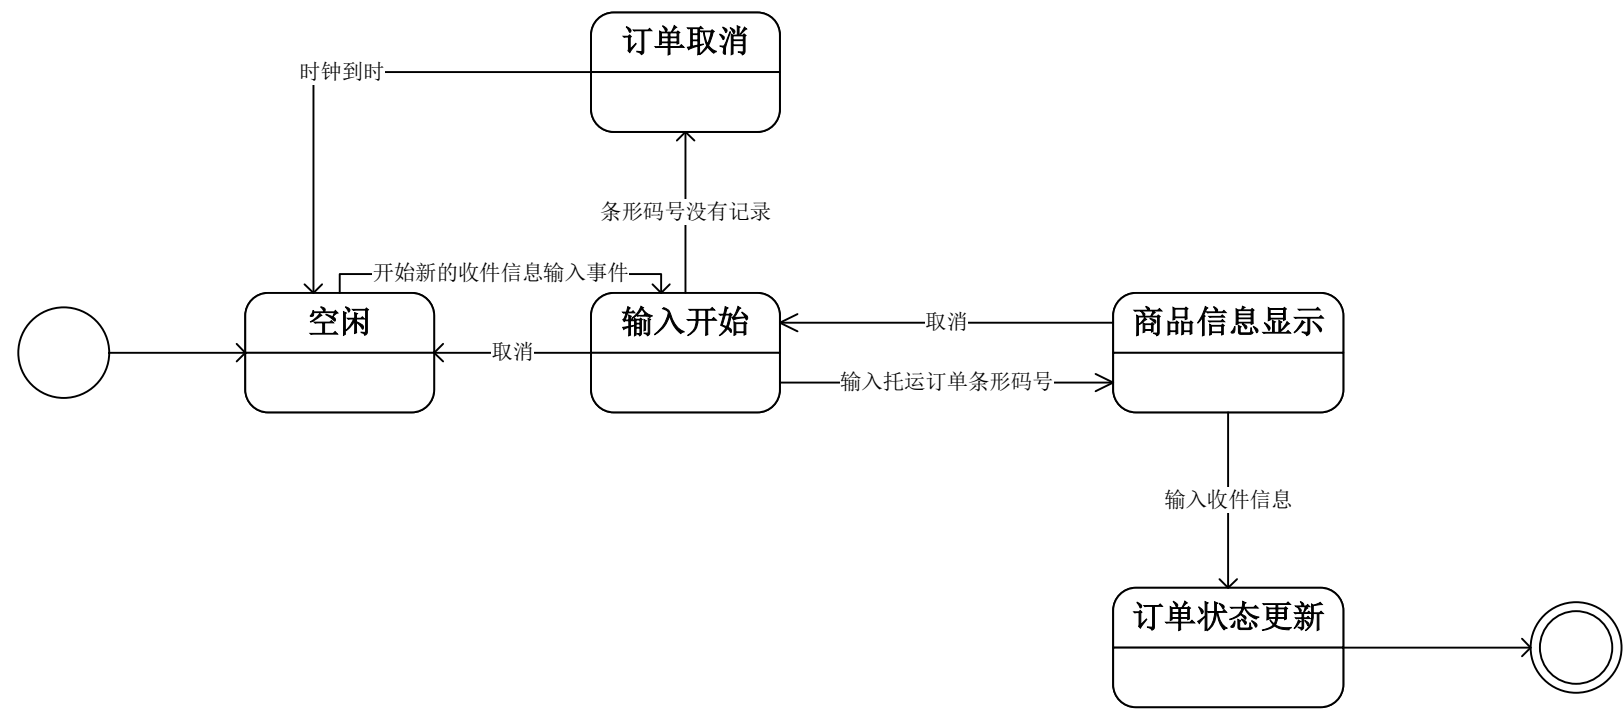 订单取消
时钟到时
条形码号没有记录
开始新的收件信息输入事件
空闲
输入开始
商品信息显示
取消
取消
输入托运订单条形码号
输入收件信息
订单状态更新